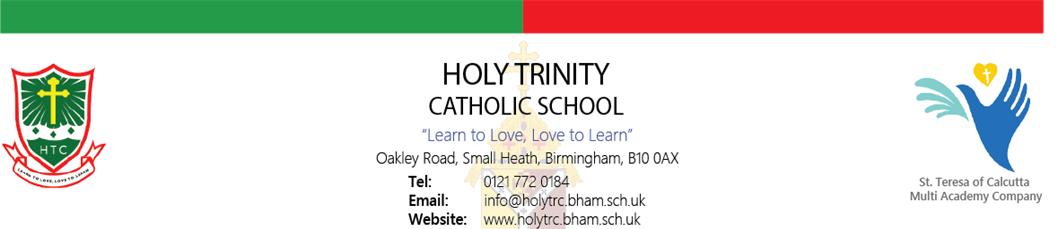 HOLY TRINITY
CATHOLIC SCHOOL
“Learn to Love, Love to Learn”
Oakley Road, Small Heath, Birmingham, B10 0AX
Tel: 0121 772 0184
Email: info@holytrc.bham.sch.uk
Website: www.holytrc.bham.sch.uk
HTC
LEARN TO LOVE, LOVE TO LEARN
St. Teresa of Calcutta
Multi Academy Company